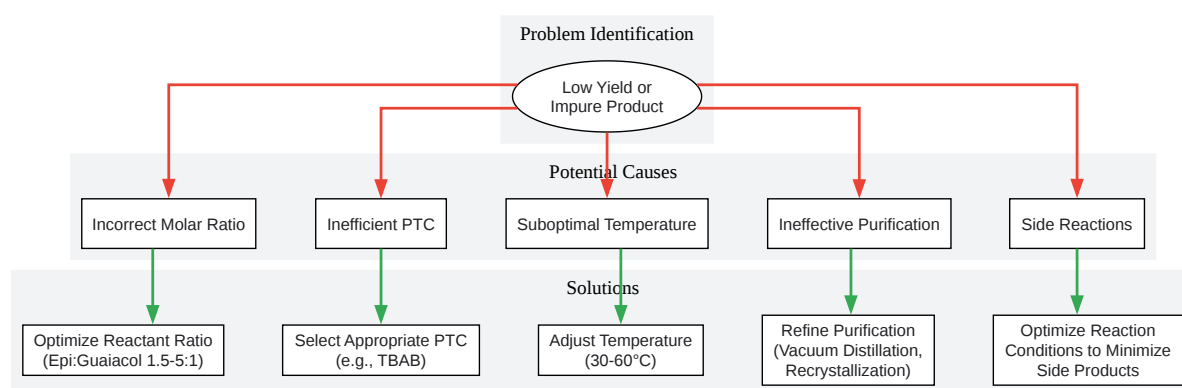 Problem Identification
Low Yield or
Impure Product
Potential Causes
Incorrect Molar Ratio
Inefficient PTC
Suboptimal Temperature
Ineffective Purification
Side Reactions
Solutions
Optimize Reactant Ratio
(Epi:Guaiacol 1.5-5:1)
Select Appropriate PTC
(e.g., TBAB)
Adjust Temperature
(30-60°C)
Refine Purification
(Vacuum Distillation,
Recrystallization)
Optimize Reaction
Conditions to Minimize
Side Products